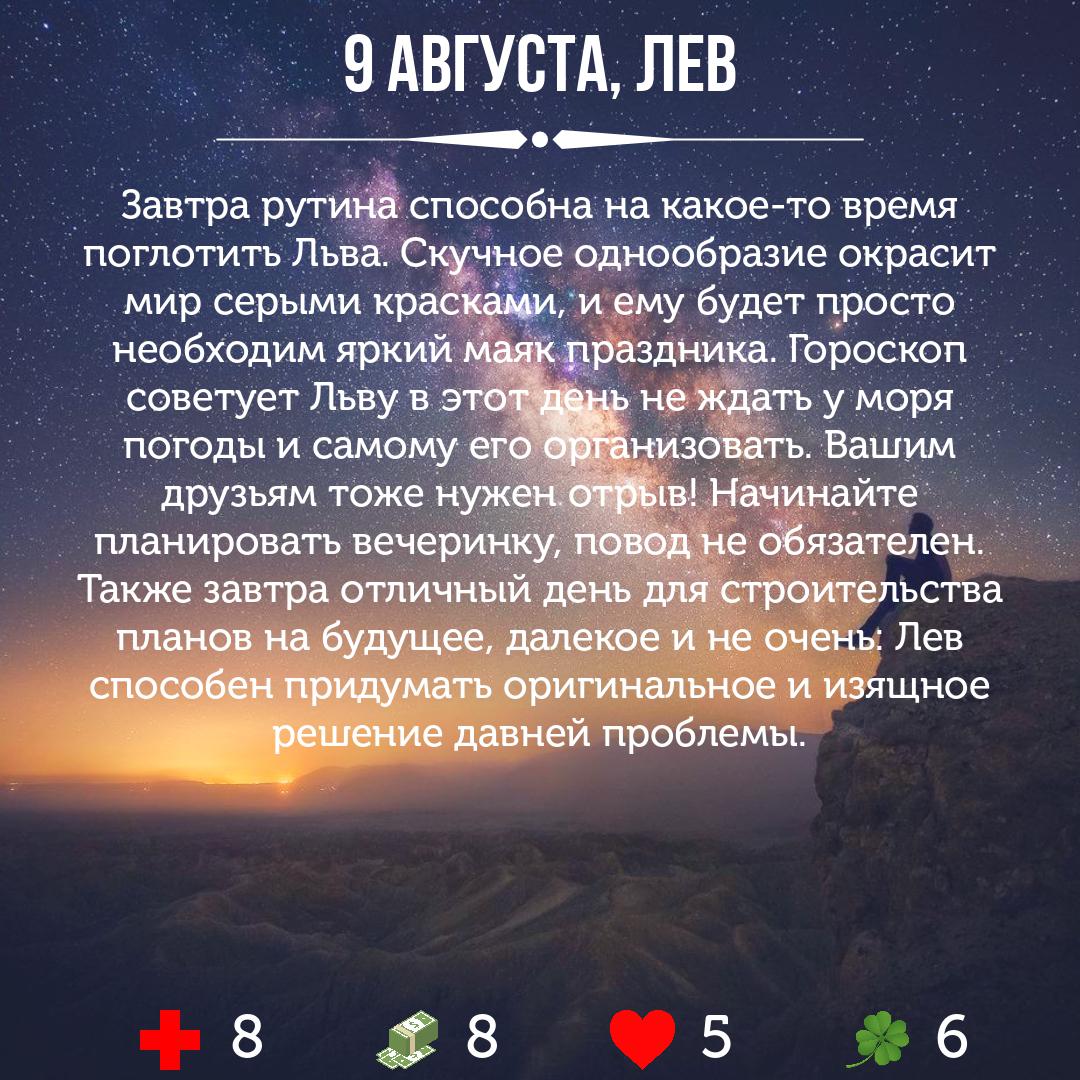 9 АВГУСТА, ЛЕВ
Завтра рутина способна на какое-то время
поглотить Льва. Скучное однообразие окрасит
мир серыми красками, и ему будет просто
необходим яркий маяк праздника. Гороскоп
советует Льву в этот день не ждать у моря
погоды и самому его организовать. Вашим
друзьям тоже нужен отрыв! Начинайте
планировать вечеринку, повод не обязателен.
Также завтра отличный день для строительства
планов на будущее, далекое и не очень: Лев
способен придумать оригинальное и изящное
решение давней проблемы.
8 8 5 6